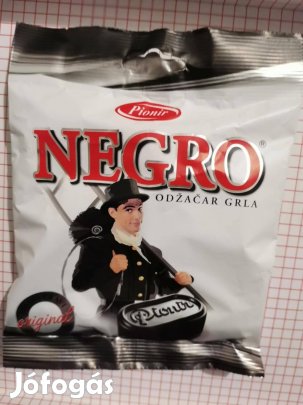 Pionir
NEGRO®
ODŽAČAR GRLA
original
Pionir
Jófogás